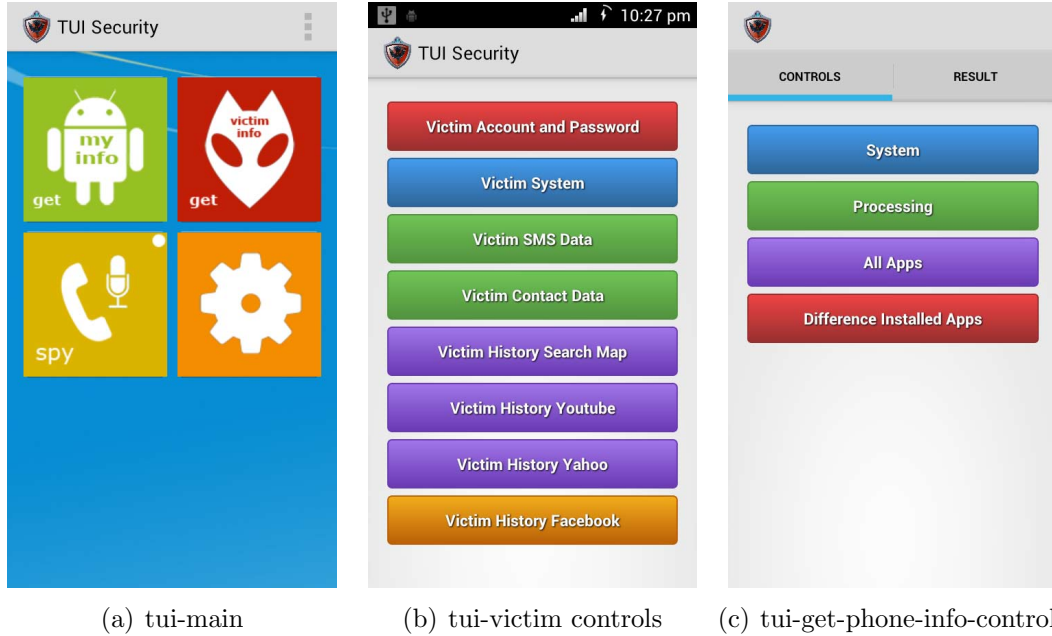 TUI Security
my
info
get
victim
info
get
spy
(a) tui-main
10:27 pm
TUI Security
Victim Account and Password
Victim System
Victim SMS Data
Victim Contact Data
Victim History Search Map
Victim History Youtube
Victim History Yahoo
Victim History Facebook
(b) tui-victim controls
CONTROLS RESULT
System
Processing
All Apps
Difference Installed Apps
(c) tui-get-phone-info-control